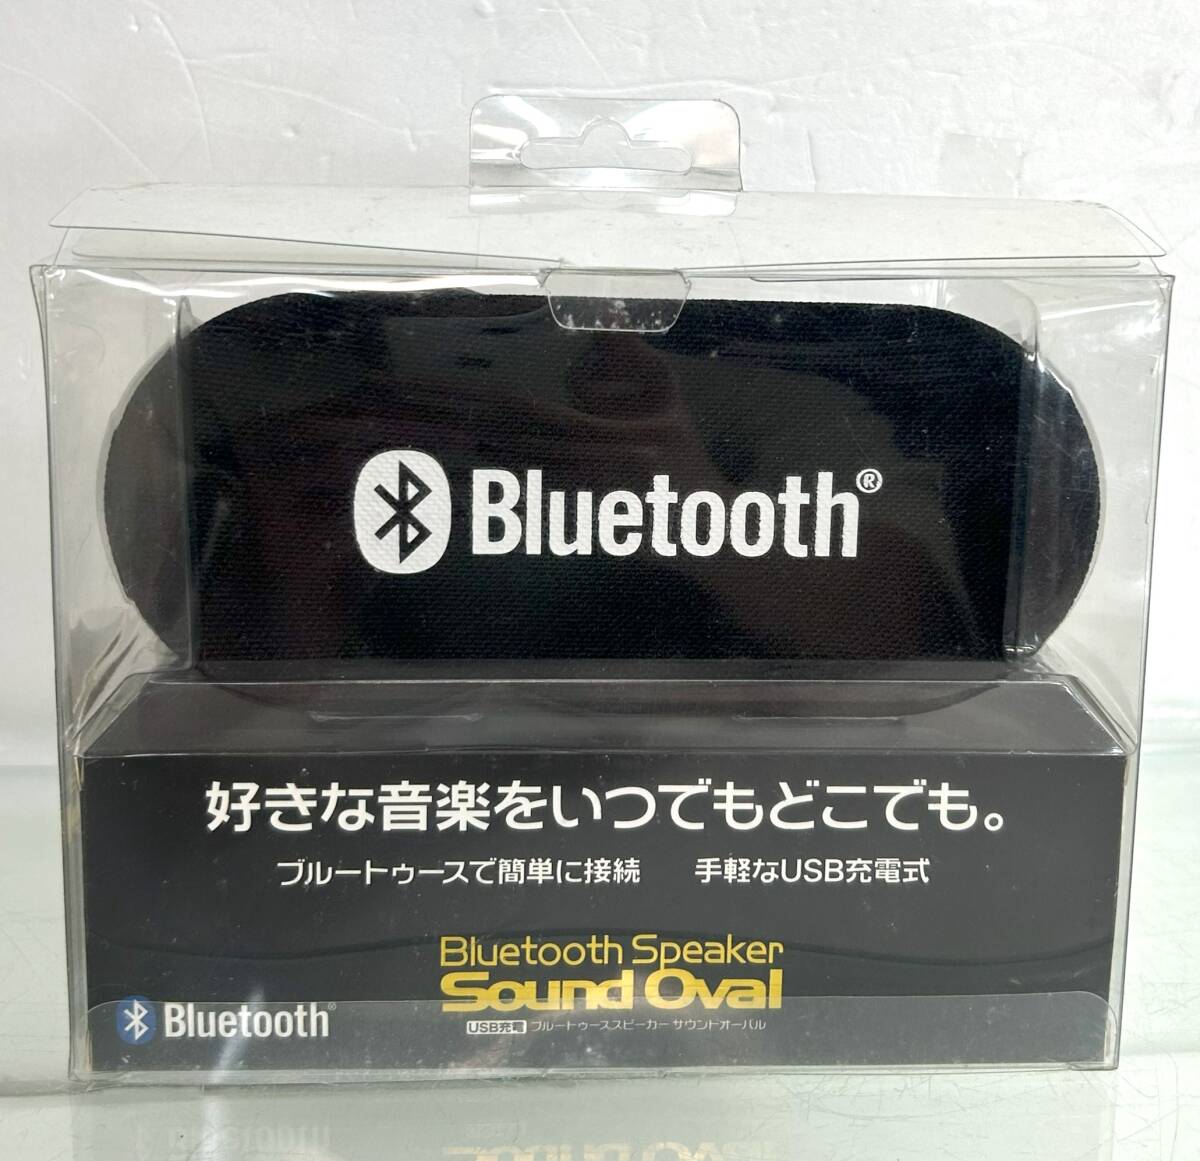 Bluetooth®
好きな音楽をいつでもどこでも。
ブルートゥースで簡単に接続 手軽なUSB充電式
Bluetooth Speaker
Sound Oval
USB充電 ブルートゥーススピーカー サウンドオーバル
Bluetooth®